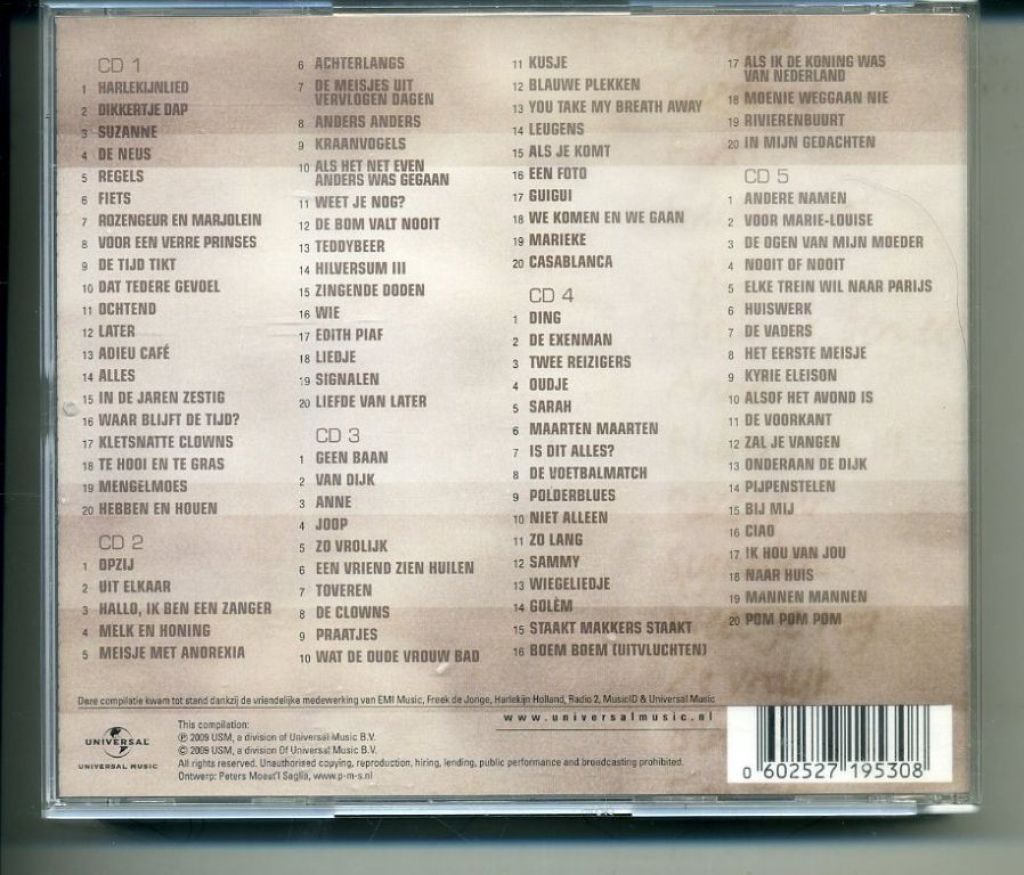 CD 1
1 HARLEKIJNLIED
2 DIKKERTJE DAP
3 SUZANNE
4 DE NEUS
5 REGELS
6 FIETS
7 ROZENGEUR EN MARJOLEIN
8 VOOR EEN VERRE PRINSES
9 DE TIJD TIKT
10 DAT TEDERE GEVOEL
11 OCHTEND
12 LATER
13 ADIEU CAFÉ
14 ALLES
15 IN DE JAREN ZESTIG
16 WAAR BLIJFT DE TIJD?
17 KLETSNATTE CLOWNS
18 TE HOOI EN TE GRAS
19 MENGELMOES
20 HEBBEN EN HOUEN
CD 2
1 OPZIJ
2 UIT ELKAAR
3 HALLO, IK BEN EEN ZANGER
4 MELK EN HONING
5 MEISJE MET ANOREXIA
6 ACHTERLANGS
7 DE MEISJES UIT
VERVLOGEN DAGEN
8 ANDERS ANDERS
9 KRAANVOGELS
10 ALS HET NET EVEN
ANDERS WAS GEGAAN
11 WEET JE NOG?
12 DE BOM VALT NOOIT
13 TEDDYBEER
14 HILVERSUM III
15 ZINGENDE DODEN
16 WIE
17 EDITH PIAF
18 LIEDJE
19 SIGNALEN
20 LIEFDE VAN LATER
CD 3
1 GEEN BAAN
2 VAN DIJK
3 ANNE
4 JOOP
5 ZO VROLIJK
6 EEN VRIEND ZIEN HUILEN
7 TOVEREN
8 DE CLOWNS
9 PRAATJES
10 WAT DE OUDE VROUW BAD
11 KUSJE
12 BLAUWE PLEKKEN
13 YOU TAKE MY BREATH AWAY
14 LEUGENS
15 ALS JE KOMT
16 EEN FOTO
17 GUIGUI
18 WE KOMEN EN WE GAAN
19 MARIEKE
20 CASABLANCA
CD 4
1 DING
2 DE EXENMAN
3 TWEE REIZIGERS
4 OUDJE
5 SARAH
6 MAARTEN MAARTEN
7 IS DIT ALLES?
8 DE VOETBALMATCH
9 POLDERBLUES
10 NIET ALLEEN
11 ZO LANG
12 SAMMY
13 WIEGELIEDJE
14 GOLÈM
15 STAAKT MAKKERS STAAKT
16 BOEM BOEM (UITVLUCHTEN)
17 ALS IK DE KONING WAS
VAN NEDERLAND
18 MOENIE WEGGAAN NIE
19 RIVIERENBUURT
20 IN MIJN GEDACHTEN
CD 5
1 ANDERE NAMEN
2 VOOR MARIE-LOUISE
3 DE OGEN VAN MIJN MOEDER
4 NOOIT OF NOOIT
5 ELKE TREIN WIL NAAR PARIJS
6 HUISWERK
7 DE VADERS
8 HET EERSTE MEISJE
9 KYRIE ELEISON
10 ALSOF HET AVOND IS
11 DE VOORKANT
12 ZAL JE VANGEN
13 ONDERAAN DE DIJK
14 PIJPENSTELEN
15 BIJ MIJ
16 CIAO
17 IK HOU VAN JOU
18 NAAR HUIS
19 MANNEN MANNEN
20 POM POM POM
Deze compilatie kwam tot stand dankzij de vriendelijke medewerking van EMI Music, Freek de Jonge, Harlekijn Holland, Radio 2, MusicID & Universal Music
www.universalmusic.nl
UNIVERSAL
UNIVERSAL MUSIC
This compilation:
℗ 2009 USM, a division of Universal Music B.V.
© 2009 USM, a division Of Universal Music B.V.
All rights reserved. Unauthorised copying, reproduction, hiring, lending, public performance and broadcasting prohibited.
Ontwerp: Peters Moest'l Saglia, www.p-m-s.nl
0 602527 195308